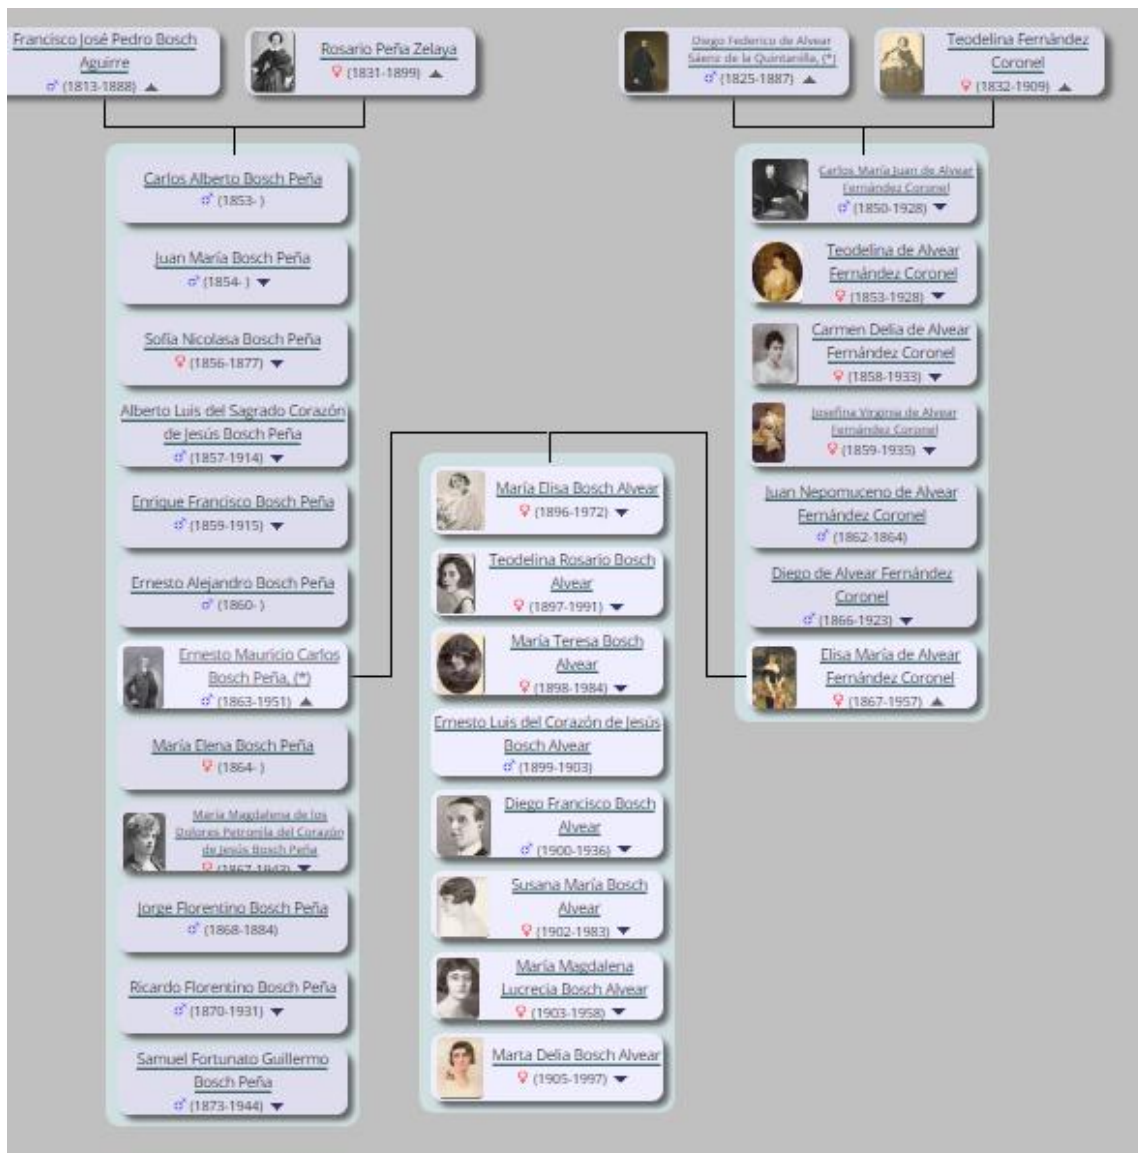 Francisco José Pedro Bosch
Aguirre
♂ (1813-1888) ▲
Rosario Peña Zelaya
♀ (1831-1899) ▲
Diego Federico de Alvear
Sáenz de la Quintanilla, (*)
♂ (1825-1887) ▲
Teodelina Fernández
Coronel
♀ (1832-1909) ▲
Carlos Alberto Bosch Peña
♂ (1853- )
Juan María Bosch Peña
♂ (1854- ) ▼
Sofía Nicolasa Bosch Peña
♀ (1856-1877) ▼
Alberto Luis del Sagrado Corazón
de Jesús Bosch Peña
♂ (1857-1914) ▼
Enrique Francisco Bosch Peña
♂ (1859-1915) ▼
Ernesto Alejandro Bosch Peña
♂ (1860- )
Ernesto Mauricio Carlos
Bosch Peña, (*)
♂ (1863-1951) ▲
María Elena Bosch Peña
♀ (1864- )
María Magdalena de los
Dolores Petronila del Corazón
de Jesús Bosch Peña
♀ (1867-1943) ▼
Jorge Florentino Bosch Peña
♂ (1868-1884)
Ricardo Florentino Bosch Peña
♂ (1870-1931) ▼
Samuel Fortunato Guillermo
Bosch Peña
♂ (1873-1944) ▼
María Elisa Bosch Alvear
♀ (1896-1972) ▼
Teodelina Rosario Bosch
Alvear
♀ (1897-1991) ▼
María Teresa Bosch
Alvear
♀ (1898-1984) ▼
Ernesto Luis del Corazón de Jesús
Bosch Alvear
♂ (1899-1903)
Diego Francisco Bosch
Alvear
♂ (1900-1936) ▼
Susana María Bosch
Alvear
♀ (1902-1983) ▼
María Magdalena
Lucrecia Bosch Alvear
♀ (1903-1958) ▼
Marta Delia Bosch Alvear
♀ (1905-1997) ▼
Carlos María Juan de Alvear
Fernández Coronel
♂ (1850-1928) ▼
Teodelina de Alvear
Fernández Coronel
♀ (1853-1928) ▼
Carmen Delia de Alvear
Fernández Coronel
♀ (1858-1933) ▼
Josefina Virginia de Alvear
Fernández Coronel
♀ (1859-1935) ▼
Juan Nepomuceno de Alvear
Fernández Coronel
♂ (1862-1864)
Diego de Alvear Fernández
Coronel
♂ (1866-1923) ▼
Elisa María de Alvear
Fernández Coronel
♀ (1867-1957) ▲